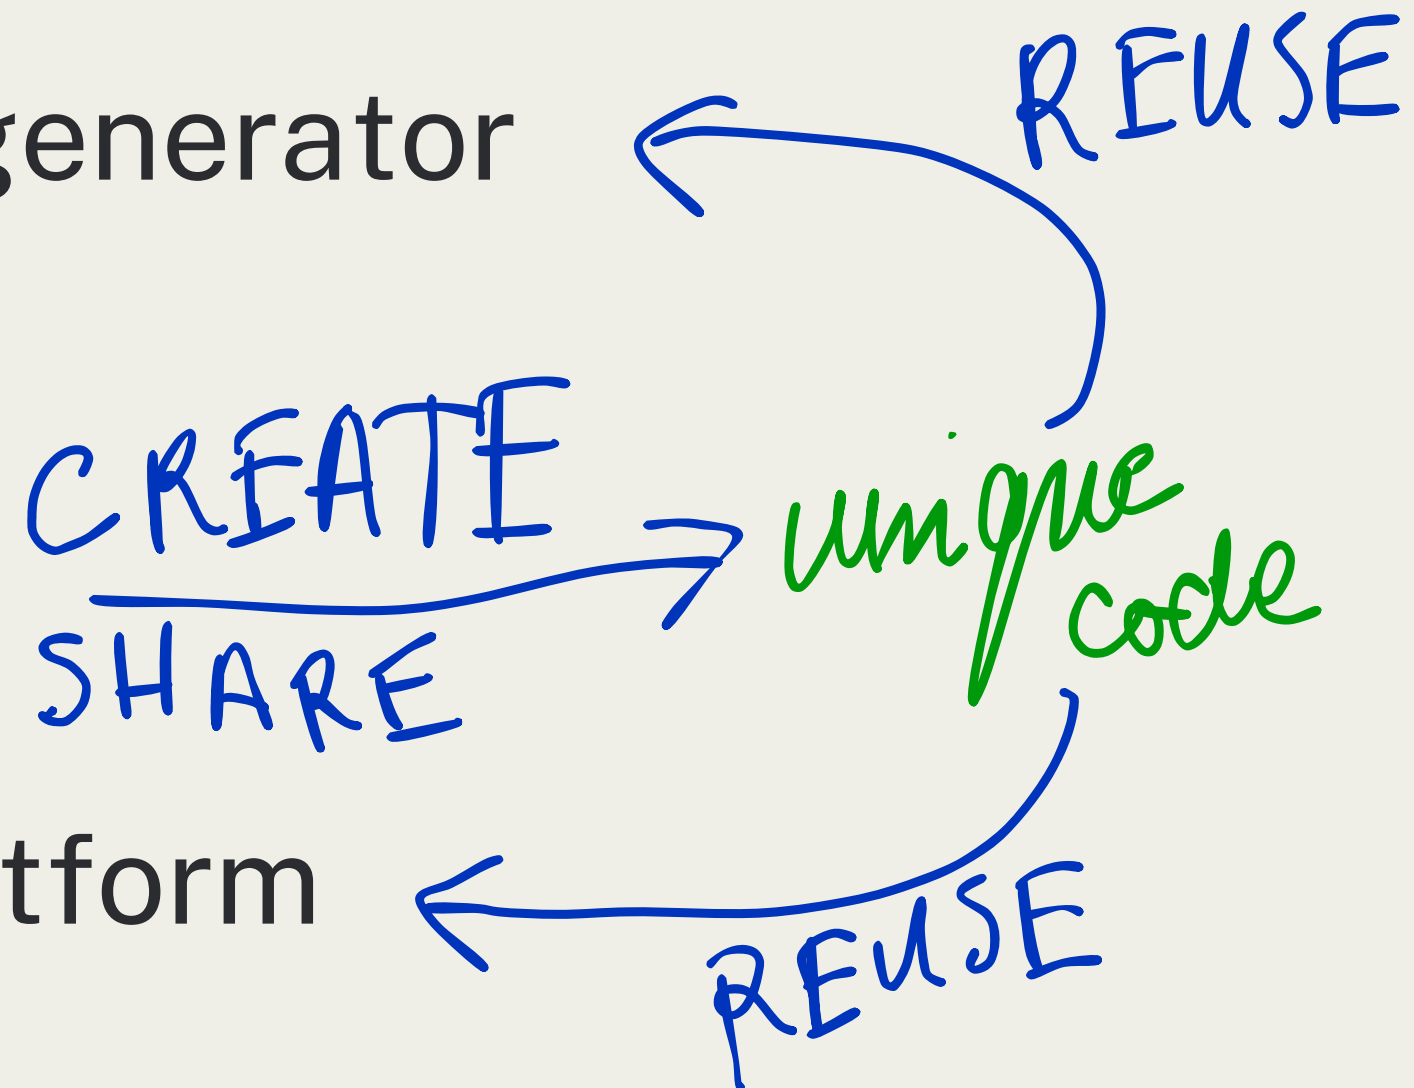 REUSE
generator
CREATE
unique
code
SHARE
tform
REUSE